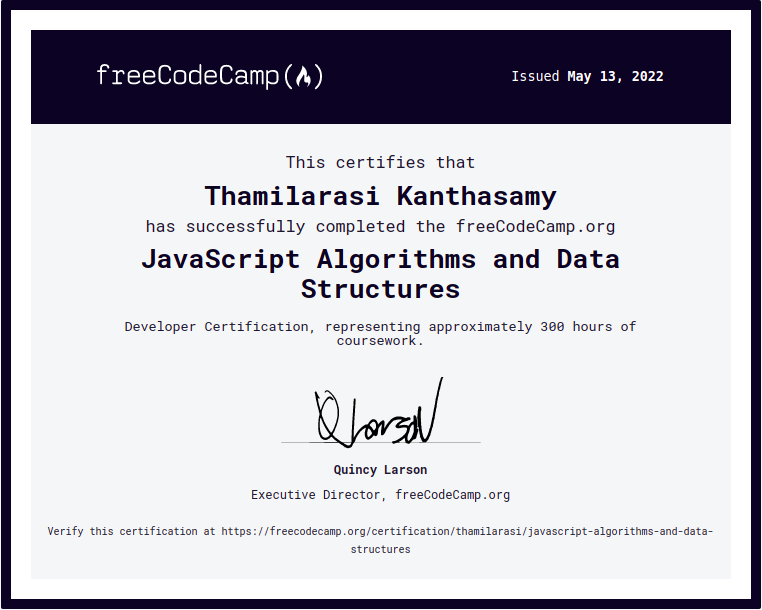 freeCodeCamp
Issued May 13, 2022
This certifies that
Thamilarasi Kanthasamy
has successfully completed the freeCodeCamp.org
JavaScript Algorithms and Data
Structures
Developer Certification, representing approximately 300 hours of
coursework.
Q Larson
Quincy Larson
Executive Director, freeCodeCamp.org
Verify this certification at https://freecodecamp.org/certification/thamilarasi/javascript-algorithms-and-data-
structures